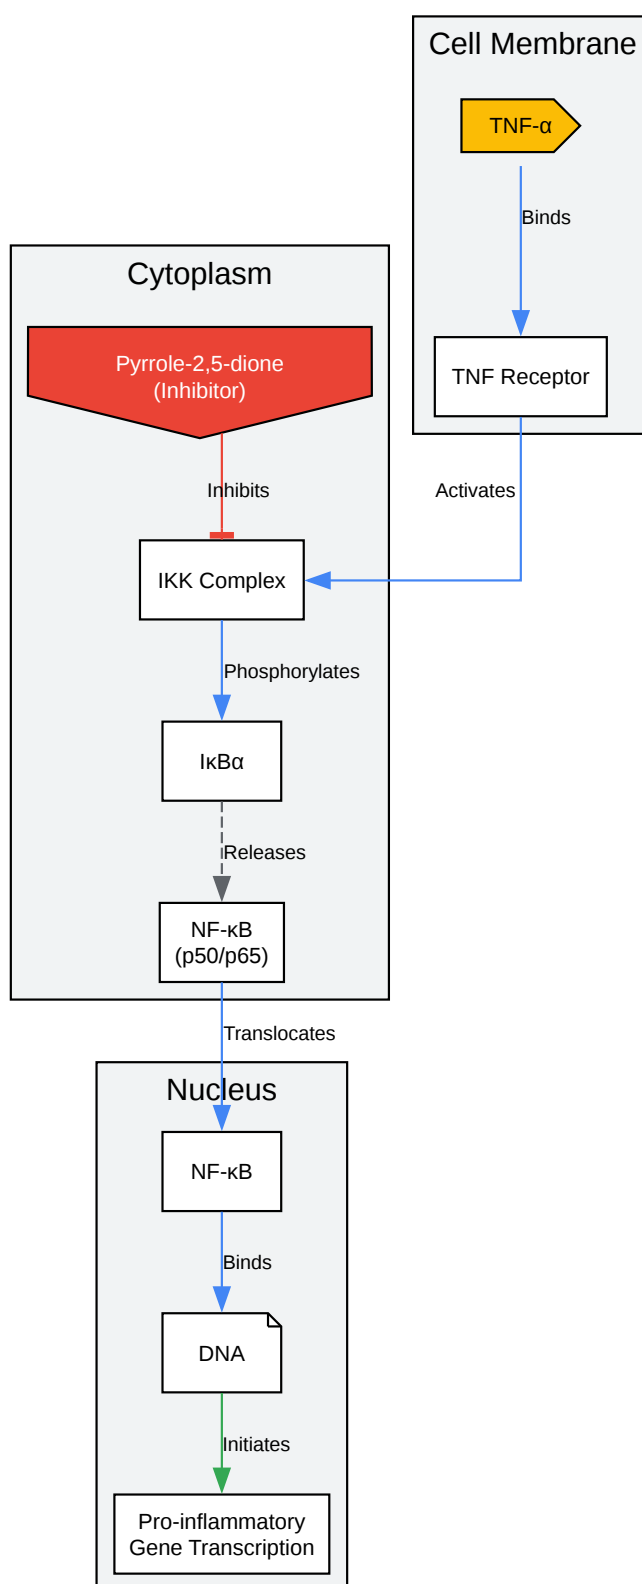 Cell Membrane
TNF-α
Binds
TNF Receptor
Activates
Cytoplasm
Pyrrole-2,5-dione
(Inhibitor)
Inhibits
IKK Complex
Phosphorylates
IκBα
Releases
NF-κB
(p50/p65)
Translocates
Nucleus
NF-κB
Binds
DNA
Initiates
Pro-inflammatory
Gene Transcription